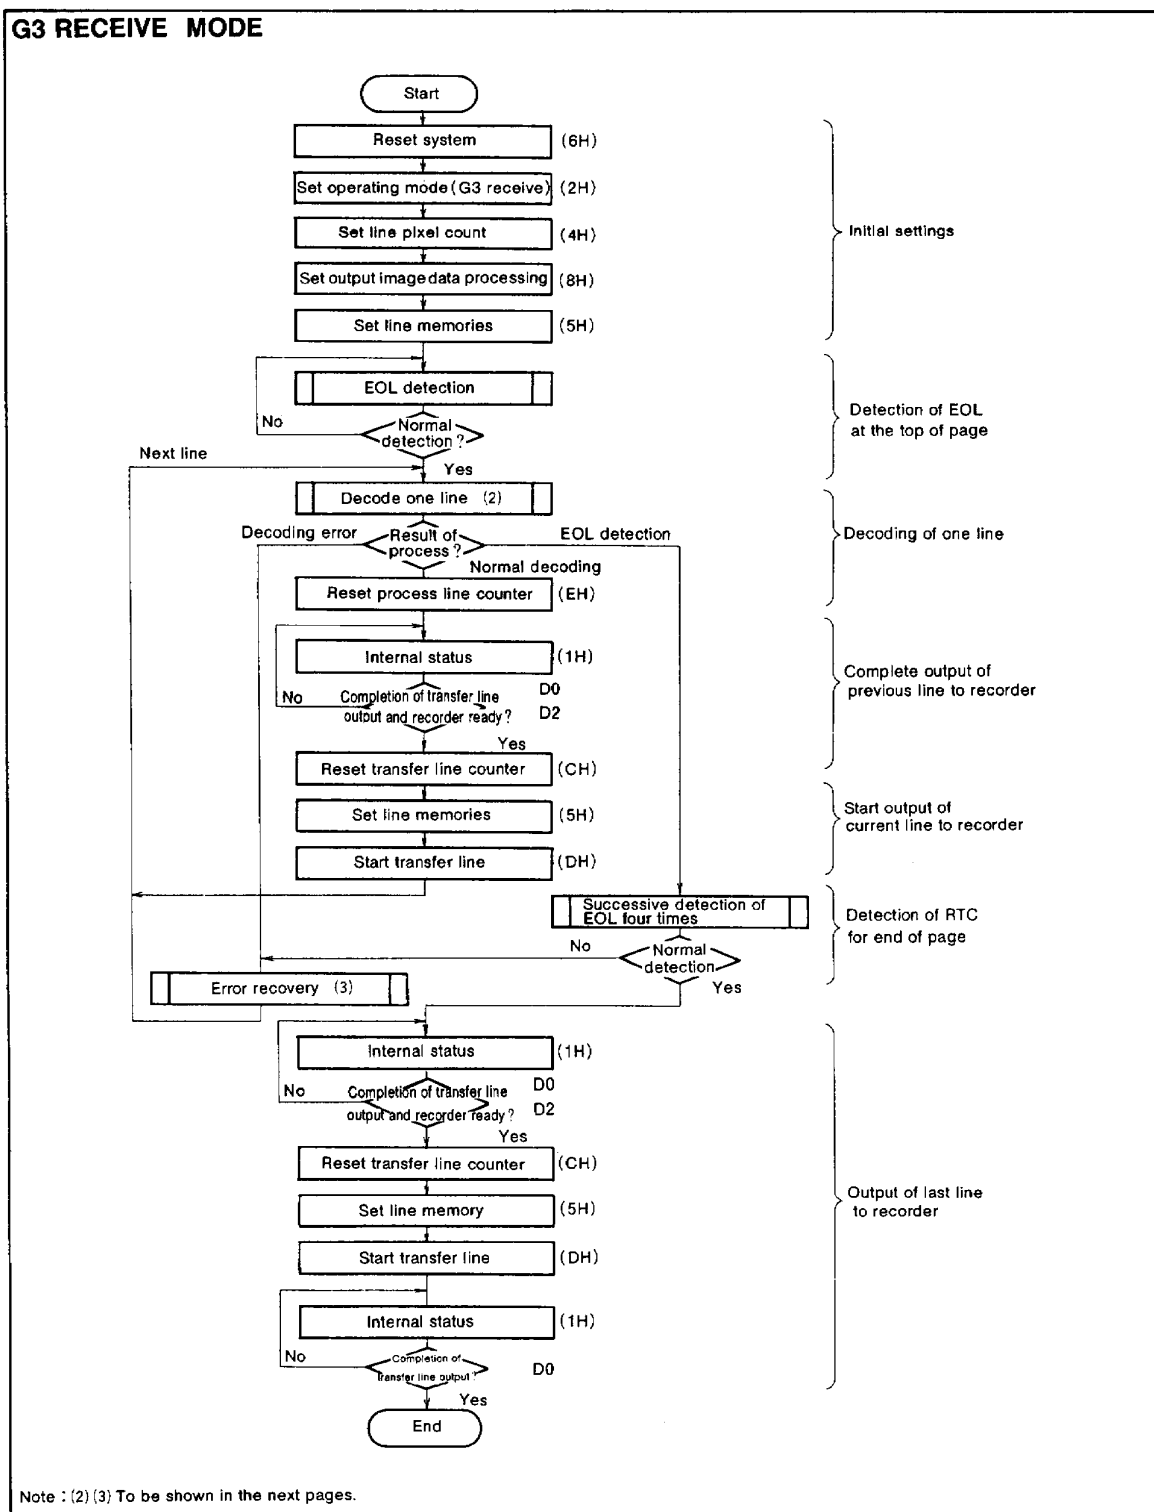 G3 RECEIVE MODE
Start
Reset system
(6H)
Set operating mode (G3 receive)
(2H)
Set line pixel count
(4H)
Initial settings
Set output image data processing
(8H)
Set line memories
(5H)
EOL detection
No
Normal
detection?
Detection of EOL
at the top of page
Next line
Yes
Decode one line (2)
Decoding error
Result of
process?
EOL detection
Decoding of one line
Normal decoding
Reset process line counter
(EH)
Internal status
(1H)
No
Completion of transfer line
output and recorder ready?
D0
D2
Complete output of
previous line to recorder
Yes
Reset transfer line counter
(CH)
Set line memories
(5H)
Start output of
current line to recorder
Start transfer line
(DH)
Successive detection of
EOL four times
Detection of RTC
for end of page
No
Normal
detection
Yes
Error recovery (3)
Internal status
(1H)
No
Completion of transfer line
output and recorder ready?
D0
D2
Yes
Reset transfer line counter
(CH)
Set line memory
(5H)
Output of last line
to recorder
Start transfer line
(DH)
Internal status
(1H)
No
Completion of
transfer line output?
D0
Yes
End
Note : (2) (3) To be shown in the next pages.